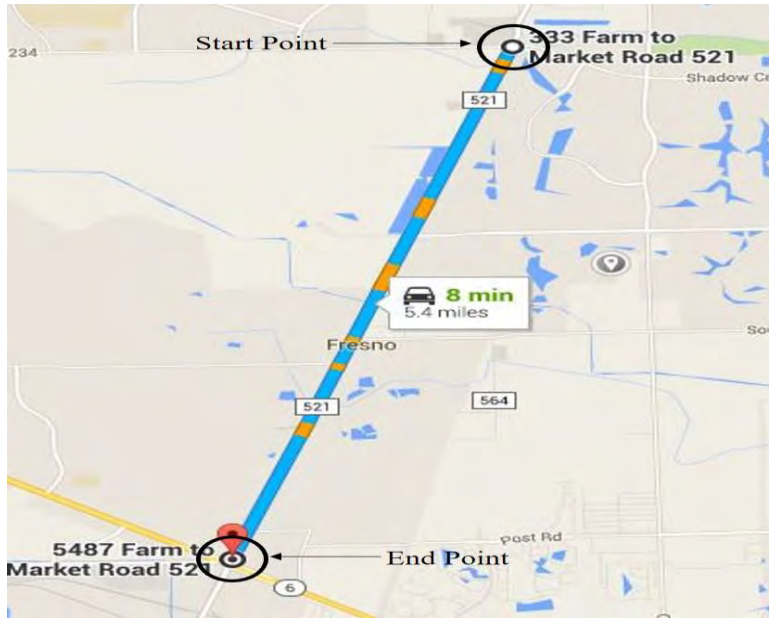 Start Point
333 Farm to
Market Road 521
234
Shadow Cr
521
8 min
5.4 miles
Fresno
Sou
521
564
5487 Farm to
Market Road 521
End Point
Post Rd
6